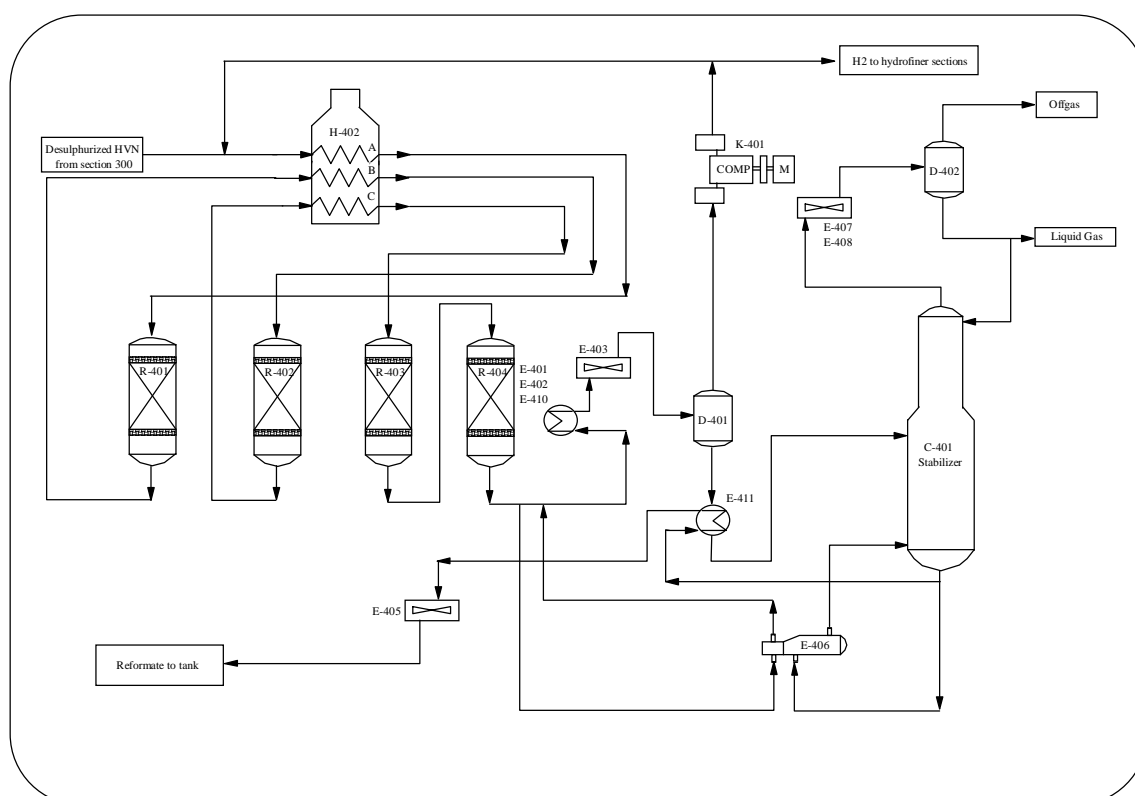 H2 to hydrofiner sections
Offgas
H-402
K-401
Desulphurized HVN
from section 300
A
COMP
M
D-402
B
C
E-407
E-408
Liquid Gas
E-403
R-401
R-402
R-403
R-404
E-401
E-402
E-410
D-401
C-401
Stabilizer
E-411
E-405
E-406
Reformate to tank